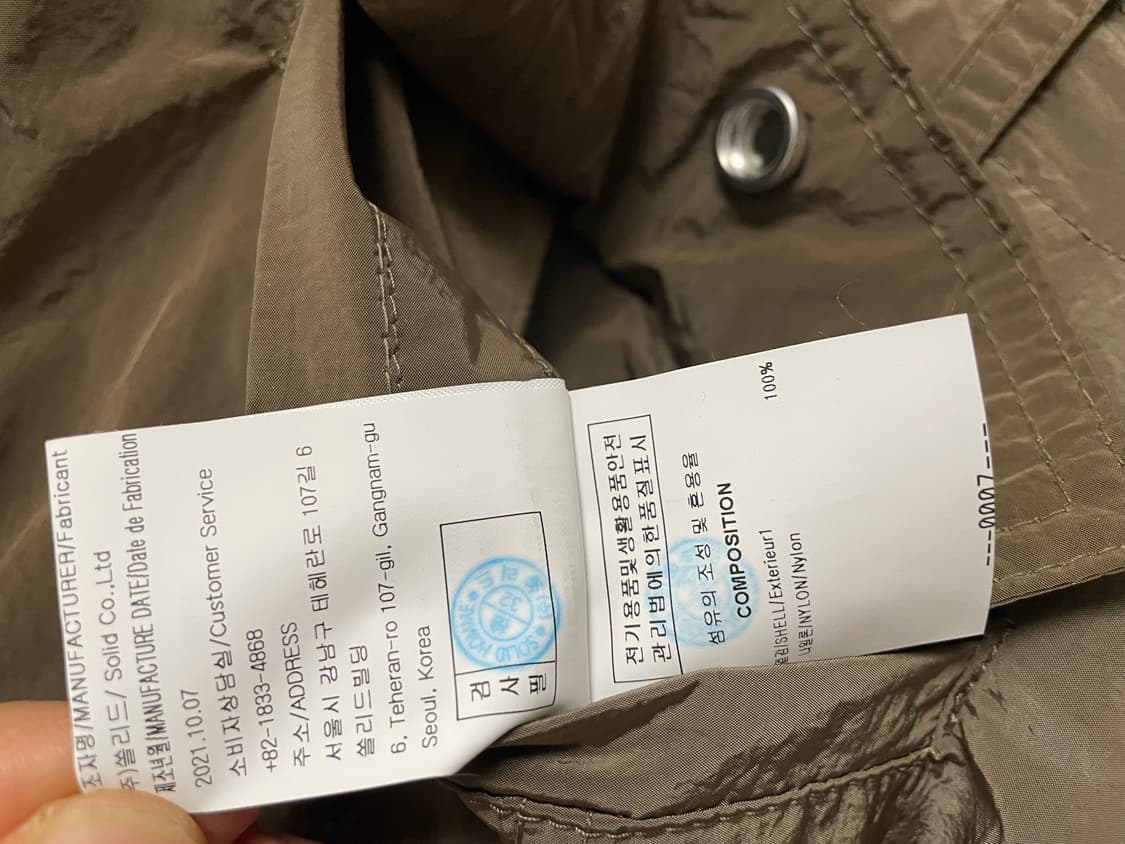 조자명/MANUFACTURER/Fabricant
주)쏠리드/ Solid Co.,Ltd
제조년월/MANUFACTURE DATE/Date de Fabrication
2021.10.07
소비자상담실/Customer Service
+82-1833-4868
주소/ADDRESS
서울시 강남구 테헤란로 107길 6
쏠리드빌딩
6, Teheran-ro 107-gil, Gangnam-gu
Seoul, Korea
검
사
필
SOLID HOMME
전기용품및생활용품안전
관리법에의한품질표시
섬유의 조성 및 혼용율
COMPOSITION
겉감/SHELL/Exterieur1
나일론/NYLON/Nylon 100%
---0007---